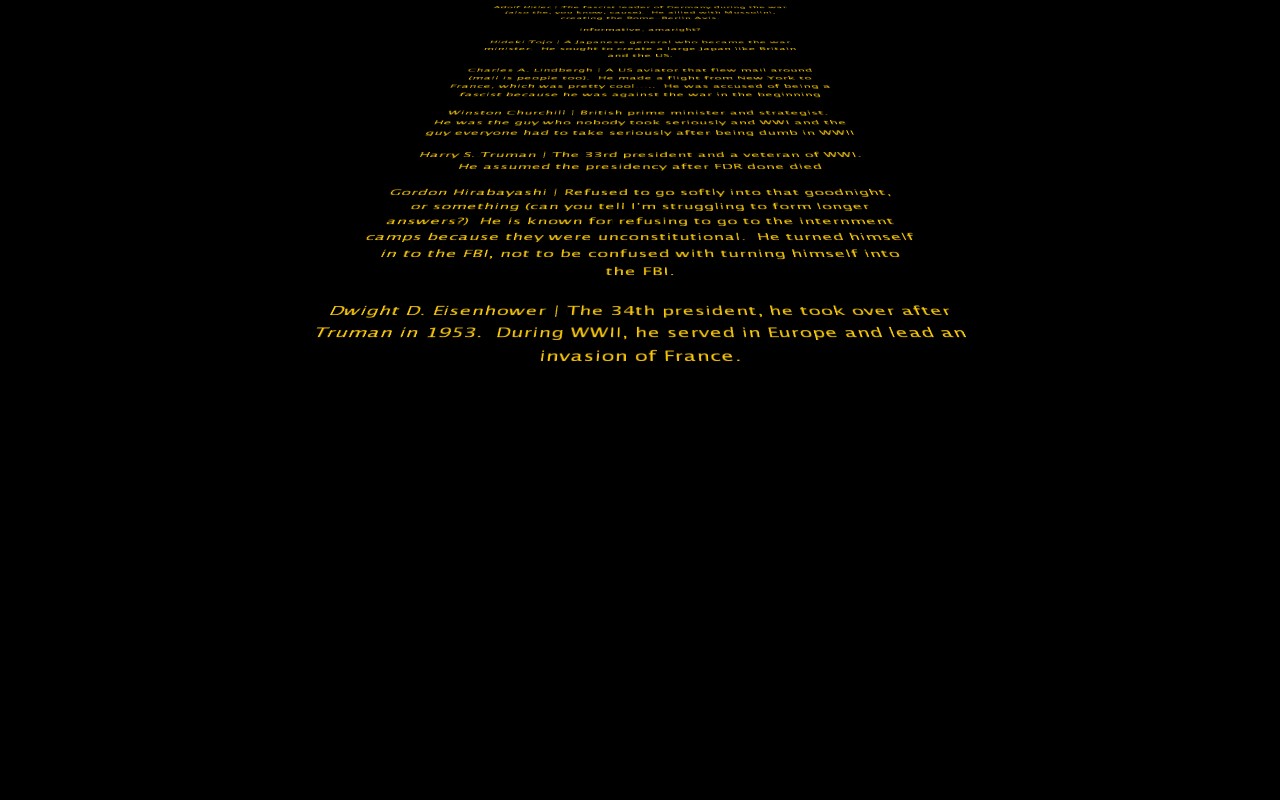 Adolf Hitler | The fascist leader of Germany during the war
(also the, you know, cause). He allied with Mussolini,
creating the Rome-Berlin Axis.
informative, amaright?
Hideki Tojo | A Japanese general who became the war
minister. He sought to create a large Japan like Britain
and the US.
Charles A. Lindbergh | A US aviator that flew mail around
(mail is people too). He made a flight from New York to
France, which was pretty cool .... He was accused of being a
fascist because he was against the war in the beginning
Winston Churchill | British prime minister and strategist.
He was the guy who nobody took seriously and WWI and the
guy everyone had to take seriously after being dumb in WWII
Harry S. Truman | The 33rd president and a veteran of WWI.
He assumed the presidency after FDR done died
Gordon Hirabayashi | Refused to go softly into that goodnight,
or something (can you tell I'm struggling to form longer
answers?) He is known for refusing to go to the internment
camps because they were unconstitutional. He turned himself
in to the FBI, not to be confused with turning himself into
the FBI.
Dwight D. Eisenhower | The 34th president, he took over after
Truman in 1953. During WWII, he served in Europe and lead an
invasion of France.